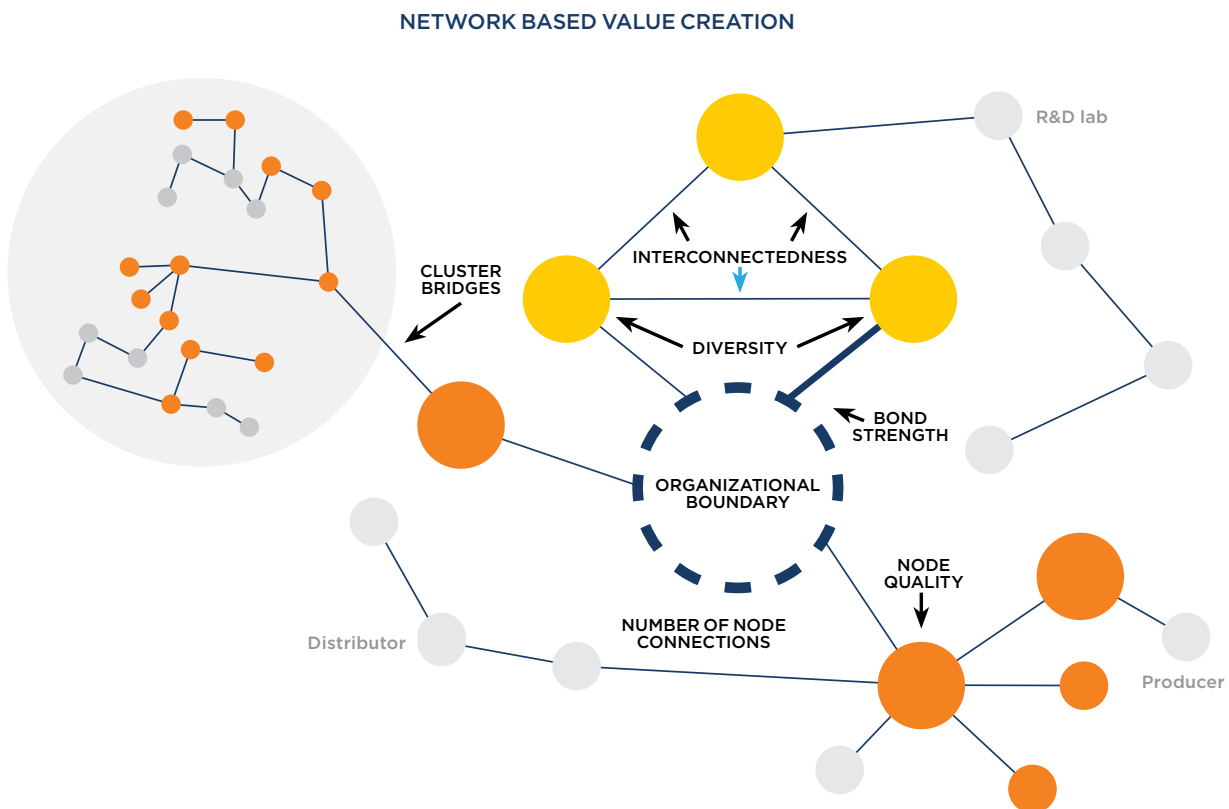 NETWORK BASED VALUE CREATION
R&D lab
INTERCONNECTEDNESS
CLUSTER
BRIDGES
DIVERSITY
BOND
STRENGTH
ORGANIZATIONAL
BOUNDARY
NODE
QUALITY
NUMBER OF NODE
CONNECTIONS
Distributor
Producer